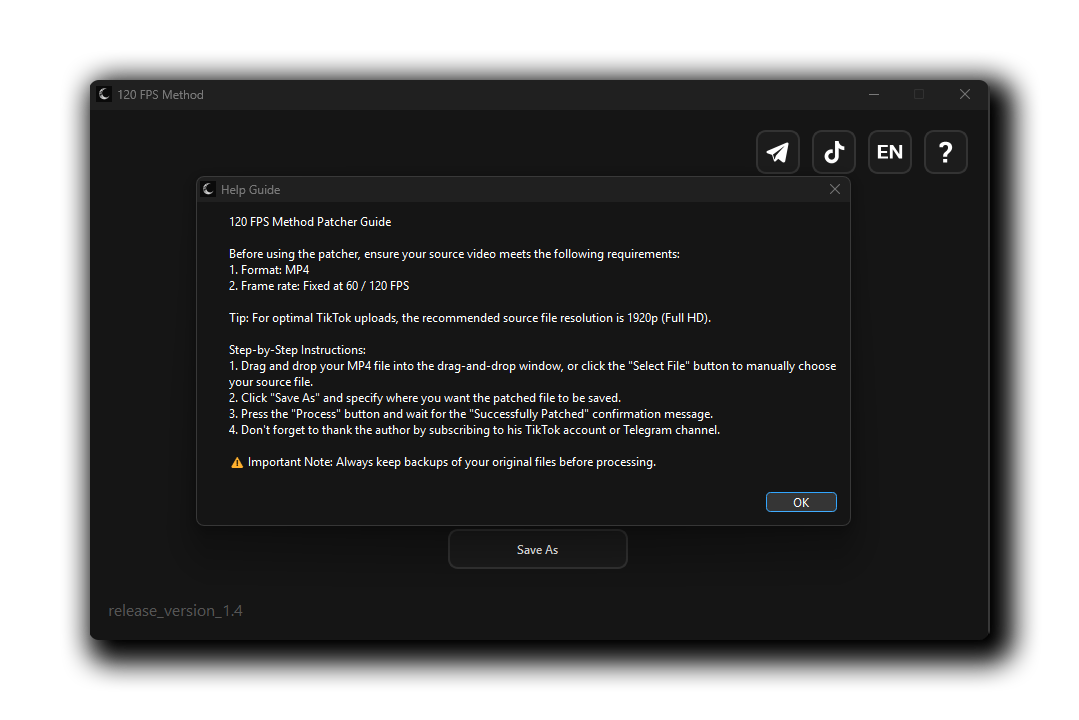 120 FPS Method
EN
?
Help Guide
120 FPS Method Patcher Guide
Before using the patcher, ensure your source video meets the following requirements:
1. Format: MP4
2. Frame rate: Fixed at 60 / 120 FPS
Tip: For optimal TikTok uploads, the recommended source file resolution is 1920p (Full HD).
Step-by-Step Instructions:
1. Drag and drop your MP4 file into the drag-and-drop window, or click the "Select File" button to manually choose
your source file.
2. Click "Save As" and specify where you want the patched file to be saved.
3. Press the "Process" button and wait for the "Successfully Patched" confirmation message.
4. Don't forget to thank the author by subscribing to his TikTok account or Telegram channel.
⚠ Important Note: Always keep backups of your original files before processing.
OK
Save As
release_version_1.4